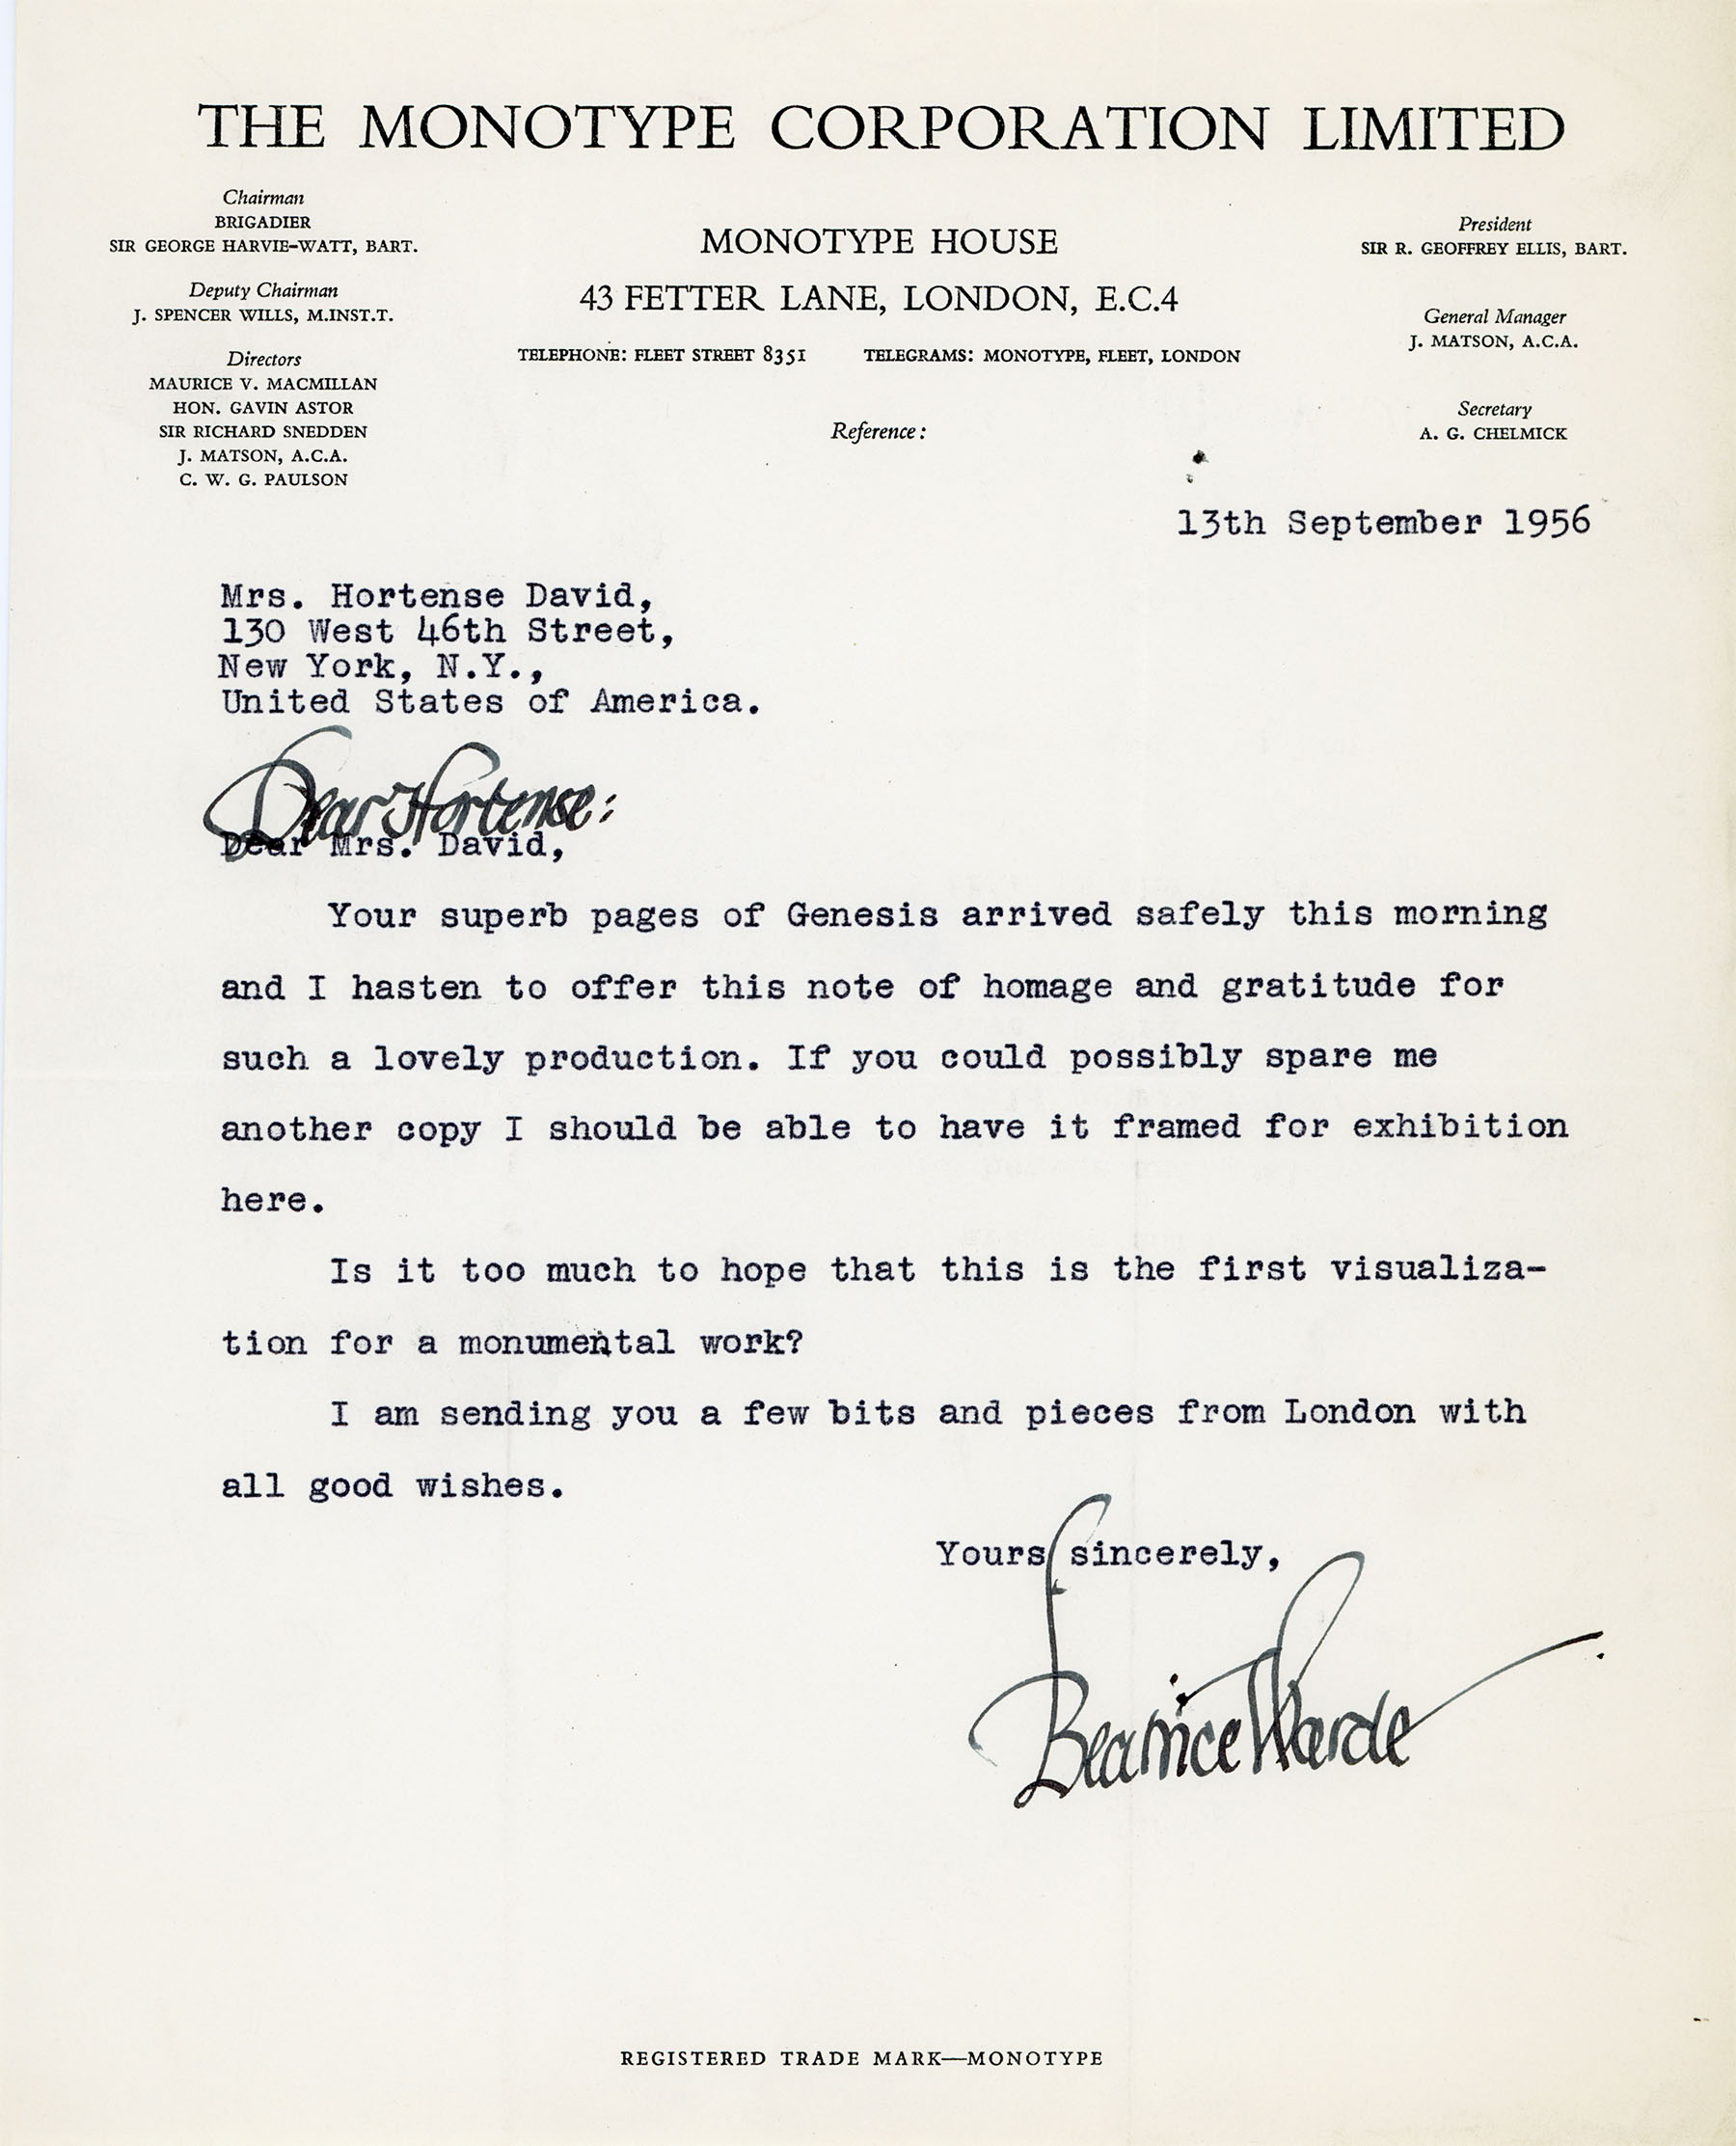 THE MONOTYPE CORPORATION LIMITED
Chairman
BRIGADIER
SIR GEORGE HARVIE-WATT, BART.
Deputy Chairman
J. SPENCER WILLS, M.INST.T.
Directors
MAURICE V. MACMILLAN
HON. GAVIN ASTOR
SIR RICHARD SNEDDEN
J. MATSON, A.C.A.
C. W. G. PAULSON
MONOTYPE HOUSE
43 FETTER LANE, LONDON, E.C.4
TELEPHONE: FLEET STREET 8351 TELEGRAMS: MONOTYPE, FLEET, LONDON
Reference:
President
SIR R. GEOFFREY ELLIS, BART.
General Manager
J. MATSON, A.C.A.
Secretary
A. G. CHELMICK
13th September 1956
Mrs. Hortense David,
130 West 46th Street,
New York, N.Y.,
United States of America.
Dear Hortense:
Dear Mrs. David,
Your superb pages of Genesis arrived safely this morning
and I hasten to offer this note of homage and gratitude for
such a lovely production. If you could possibly spare me
another copy I should be able to have it framed for exhibition
here.
Is it too much to hope that this is the first visualiza-
tion for a monumental work?
I am sending you a few bits and pieces from London with
all good wishes.
Yours sincerely,
Beatrice Warde
REGISTERED TRADE MARK—MONOTYPE